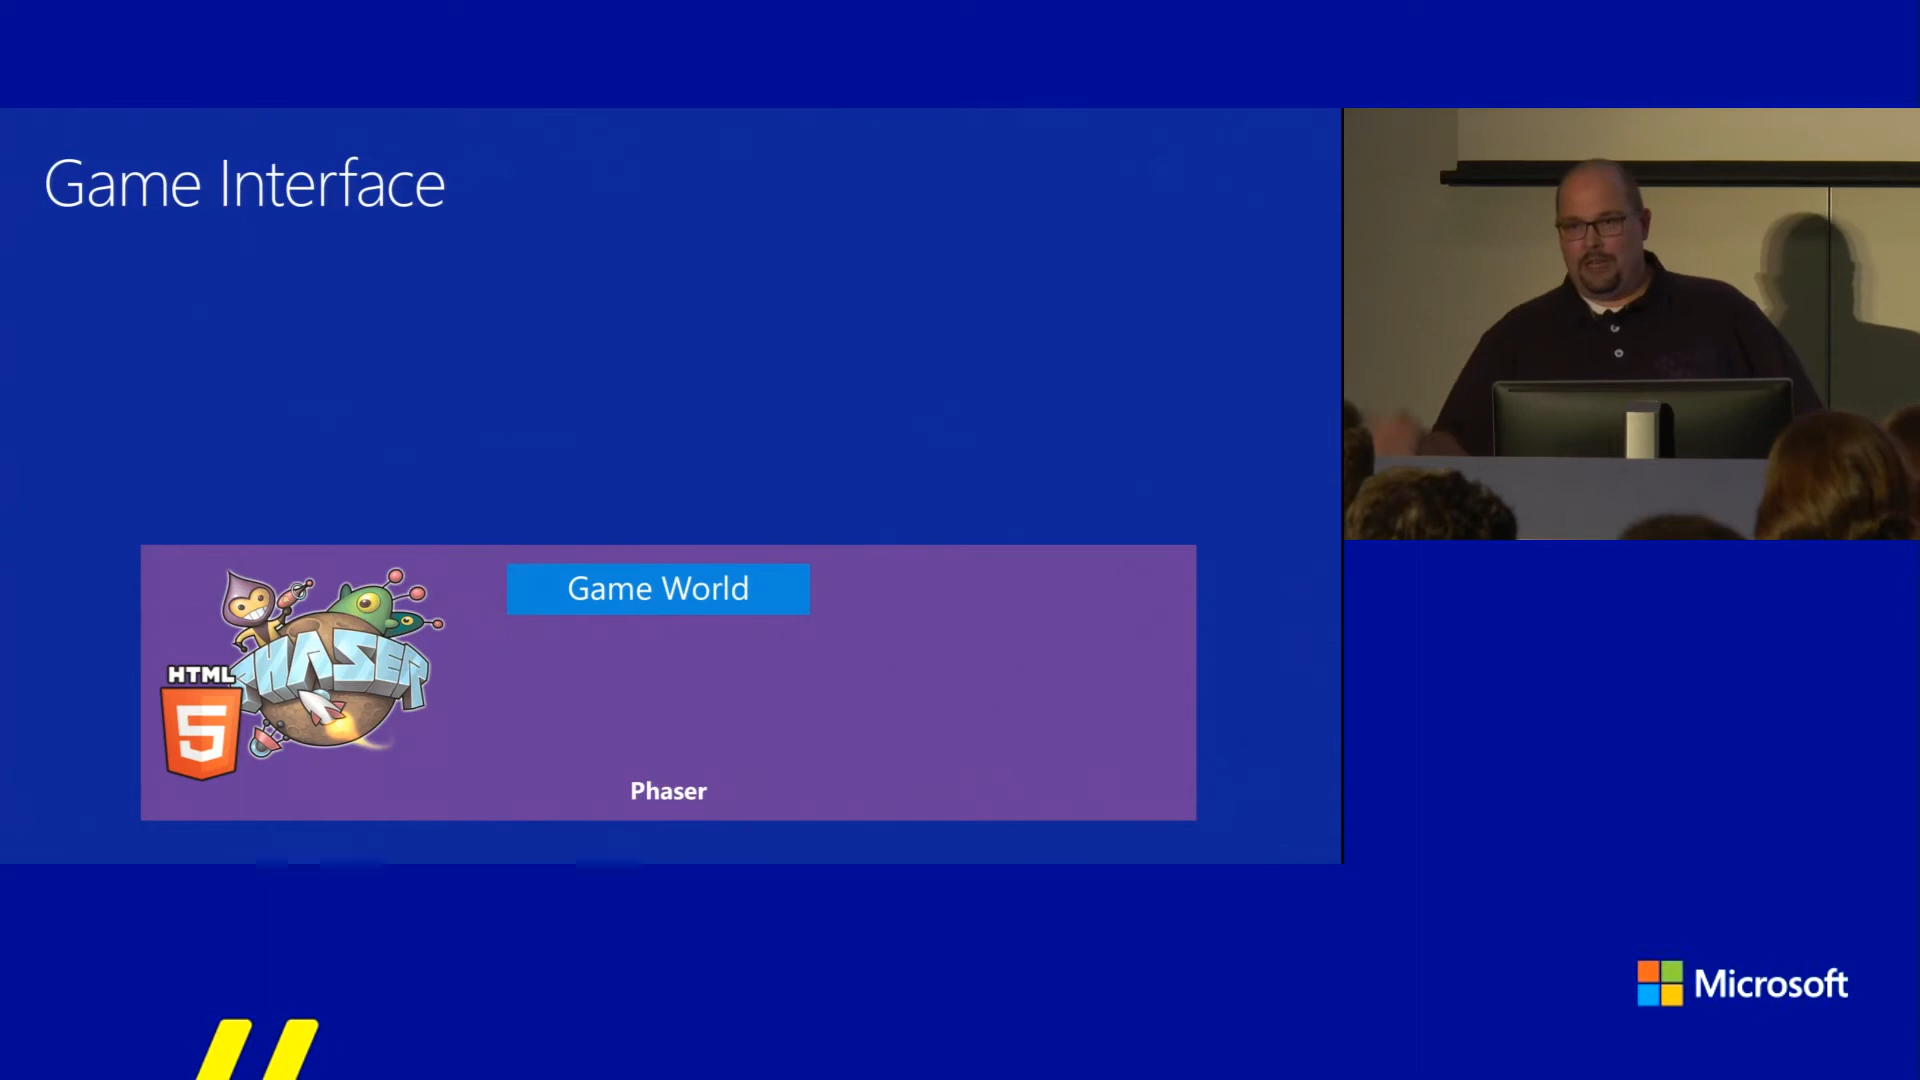 Game Interface
Game World
PHASER
HTML
5
Phaser
Microsoft